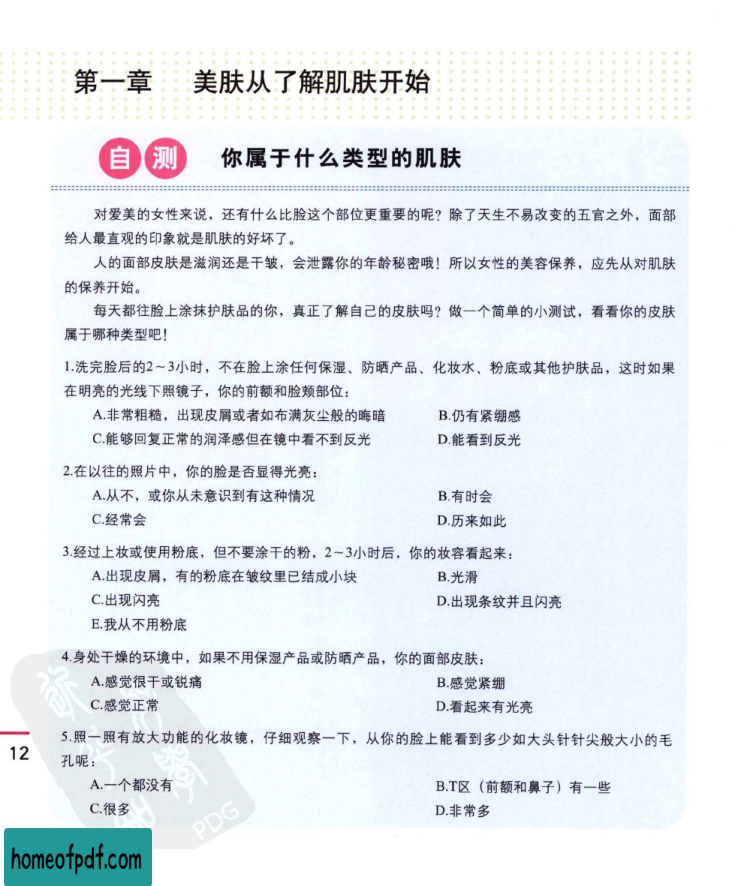 第一章 美肤从了解肌肤开始
自测 你属于什么类型的肌肤
对爱美的女性来说，还有什么比脸这个部位更重要的呢？除了天生不易改变的五官之外，面部
给人最直观的印象就是肌肤的好坏了。
人的面部皮肤是滋润还是干皱，会泄露你的年龄秘密哦！所以女性的美容保养，应先从对肌肤
的保养开始。
每天都往脸上涂抹护肤品的你，真正了解自己的皮肤吗？做一个简单的小测试，看看你的皮肤
属于哪种类型吧！
1.洗完脸后的2～3小时，不在脸上涂任何保湿、防晒产品、化妆水、粉底或其他护肤品，这时如果
在明亮的光线下照镜子，你的前额和脸颊部位：
A.非常粗糙，出现皮屑或者如布满灰尘般的晦暗 B.仍有紧绷感
C.能够回复正常的润泽感但在镜中看不到反光 D.能看到反光
2.在以往的照片中，你的脸是否显得光亮：
A.从不，或你从未意识到有这种情况 B.有时会
C.经常会 D.历来如此
3.经过上妆或使用粉底，但不要涂干的粉，2～3小时后，你的妆容看起来：
A.出现皮屑，有的粉底在皱纹里已结成小块 B.光滑
C.出现闪亮 D.出现条纹并且闪亮
E.我从不用粉底
4.身处干燥的环境中，如果不用保湿产品或防晒产品，你的面部皮肤：
A.感觉很干或锐痛 B.感觉紧绷
C.感觉正常 D.看起来有光亮
5.照一照有放大功能的化妆镜，仔细观察一下，从你的脸上能看到多少如大头针针尖般大小的毛
孔呢：
A.一个都没有 B.T区（前额和鼻子）有一些
C.很多 D.非常多
12
PDG
homeofpdf.com